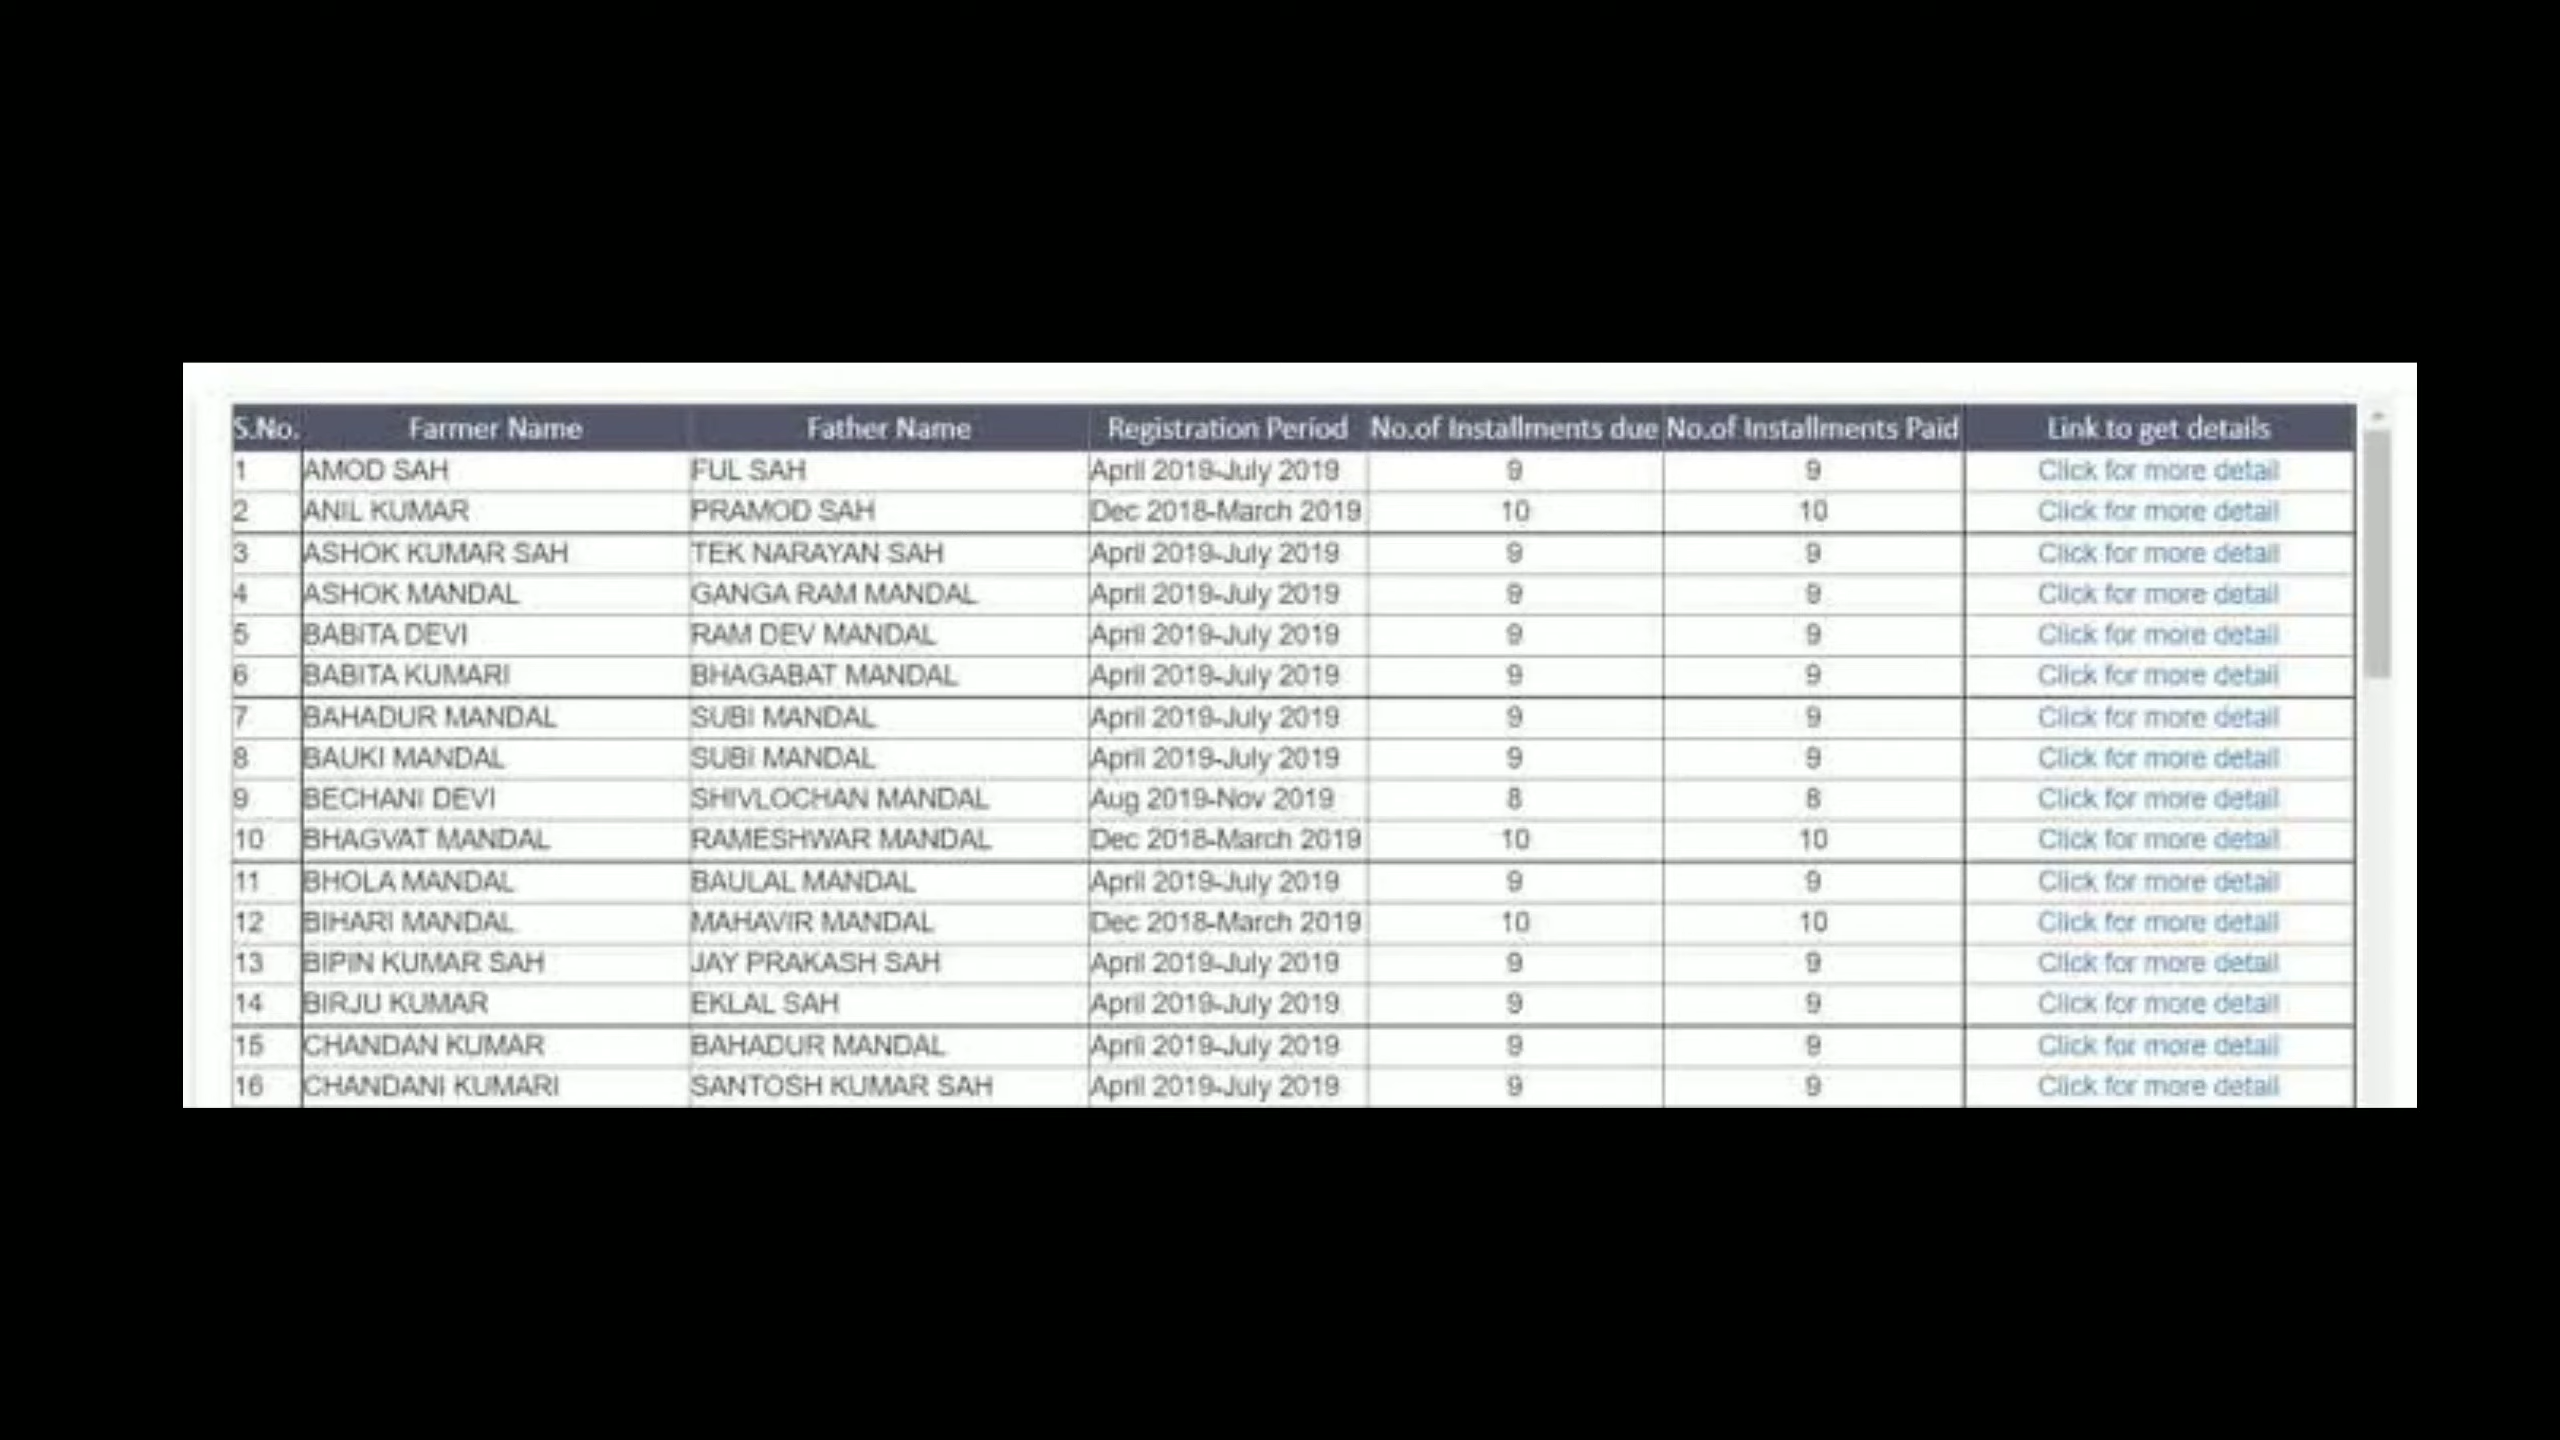 S.No. Farmer Name Father Name Registration Period No.of Installments due No.of Installments Paid Link to get details
1 AMOD SAH FUL SAH April 2019-July 2019 9 9 Click for more detail
2 ANIL KUMAR PRAMOD SAH Dec 2018-March 2019 10 10 Click for more detail
3 ASHOK KUMAR SAH TEK NARAYAN SAH April 2019-July 2019 9 9 Click for more detail
4 ASHOK MANDAL GANGA RAM MANDAL April 2019-July 2019 9 9 Click for more detail
5 BABITA DEVI RAM DEV MANDAL April 2019-July 2019 9 9 Click for more detail
6 BABITA KUMARI BHAGABAT MANDAL April 2019-July 2019 9 9 Click for more detail
7 BAHADUR MANDAL SUBI MANDAL April 2019-July 2019 9 9 Click for more detail
8 BAUKI MANDAL SUBI MANDAL April 2019-July 2019 9 9 Click for more detail
9 BECHANI DEVI SHIVLOCHAN MANDAL Aug 2019-Nov 2019 8 8 Click for more detail
10 BHAGVAT MANDAL RAMESHWAR MANDAL Dec 2018-March 2019 10 10 Click for more detail
11 BHOLA MANDAL BAULAL MANDAL April 2019-July 2019 9 9 Click for more detail
12 BIHARI MANDAL MAHAVIR MANDAL Dec 2018-March 2019 10 10 Click for more detail
13 BIPIN KUMAR SAH JAY PRAKASH SAH April 2019-July 2019 9 9 Click for more detail
14 BIRJU KUMAR EKLAL SAH April 2019-July 2019 9 9 Click for more detail
15 CHANDAN KUMAR BAHADUR MANDAL April 2019-July 2019 9 9 Click for more detail
16 CHANDANI KUMARI SANTOSH KUMAR SAH April 2019-July 2019 9 9 Click for more detail